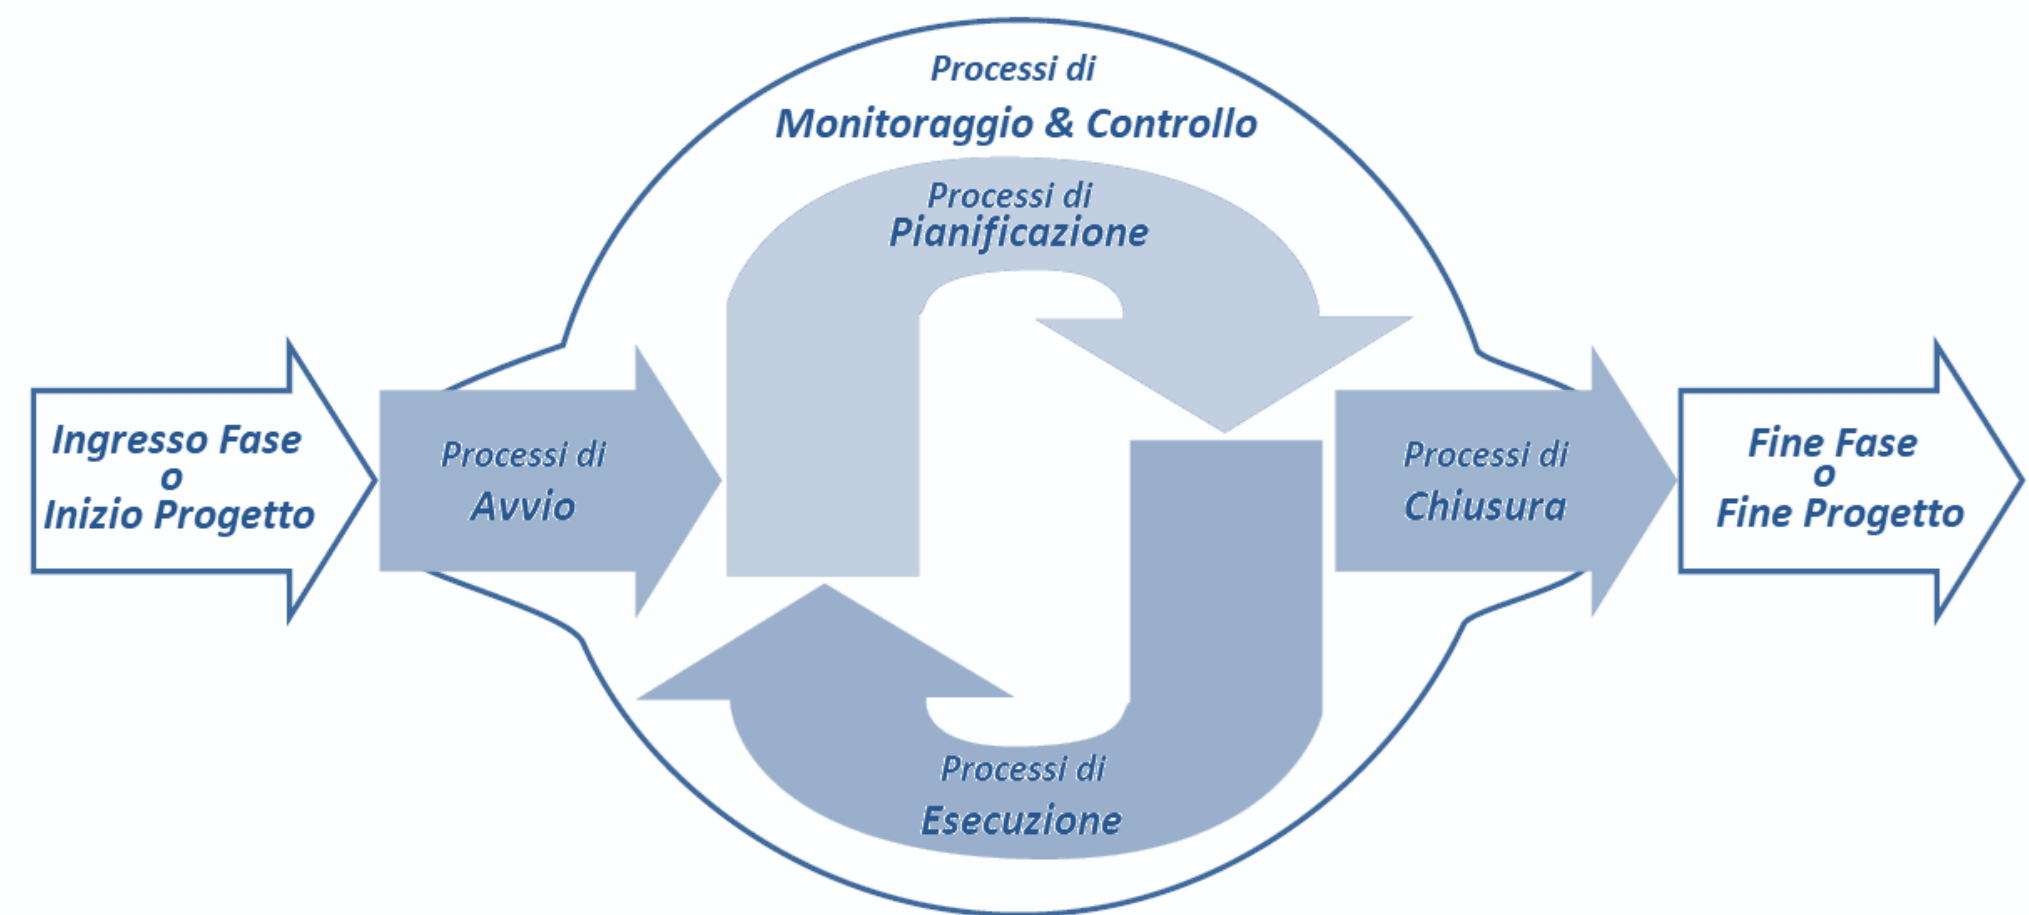 Processi di
Monitoraggio & Controllo
Processi di
Pianificazione
Ingresso Fase
o
Inizio Progetto
Processi di
Avvio
Processi di
Chiusura
Fine Fase
o
Fine Progetto
Processi di
Esecuzione